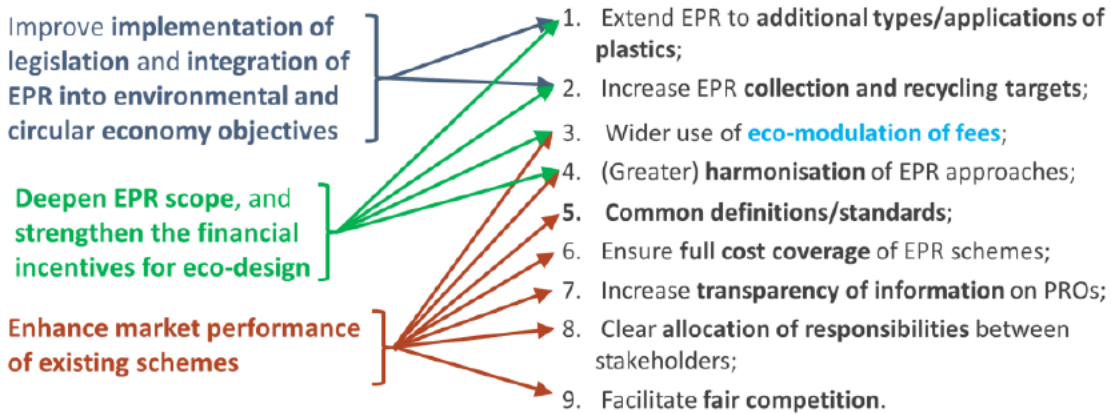 Improve implementation of
legislation and integration of
EPR into environmental and
circular economy objectives
Deepen EPR scope, and
strengthen the financial
incentives for eco-design
Enhance market performance
of existing schemes
1. Extend EPR to additional types/applications of
plastics;
2. Increase EPR collection and recycling targets;
3. Wider use of eco-modulation of fees;
4. (Greater) harmonisation of EPR approaches;
5. Common definitions/standards;
6. Ensure full cost coverage of EPR schemes;
7. Increase transparency of information on PROs;
8. Clear allocation of responsibilities between
stakeholders;
9. Facilitate fair competition.